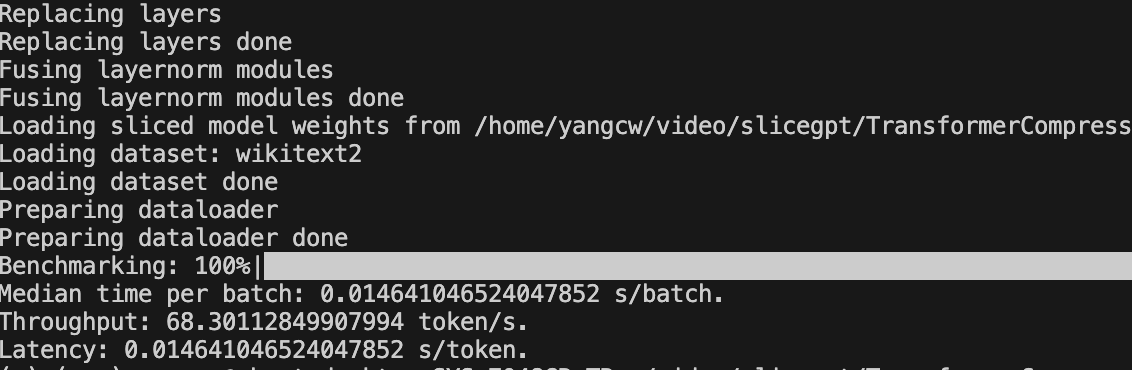 Replacing layers
Replacing layers done
Fusing layernorm modules
Fusing layernorm modules done
Loading sliced model weights from /home/yangcw/video/slicegpt/TransformerCompress
Loading dataset: wikitext2
Loading dataset done
Preparing dataloader
Preparing dataloader done
Benchmarking: 100%|
Median time per batch: 0.014641046524047852 s/batch.
Throughput: 68.30112849907994 token/s.
Latency: 0.014641046524047852 s/token.